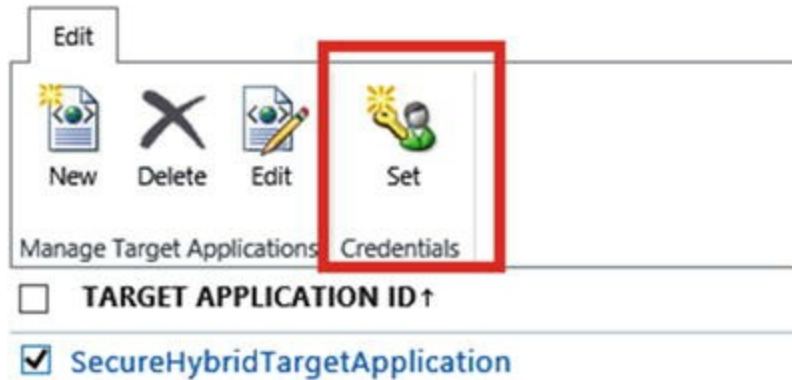 Edit
New Delete Edit Set
Manage Target Applications Credentials
TARGET APPLICATION ID↑
SecureHybridTargetApplication